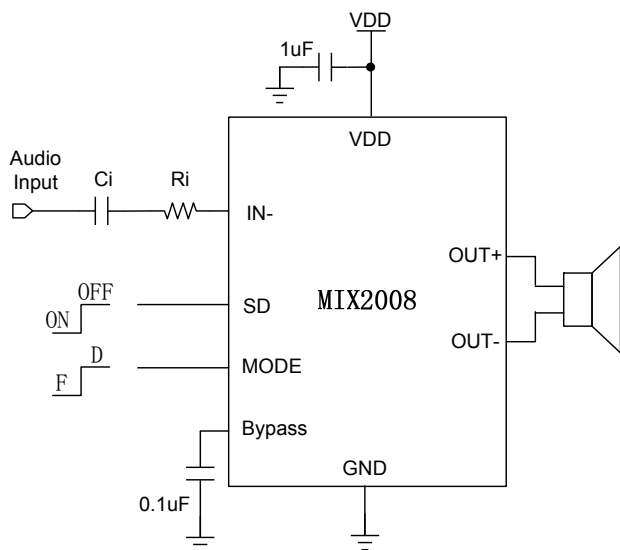 VDD
1uF
VDD
Audio
Input
Ci
Ri
IN-
OUT+
OFF
ON
SD
MIX2008
OUT-
D
F
MODE
Bypass
GND
0.1uF